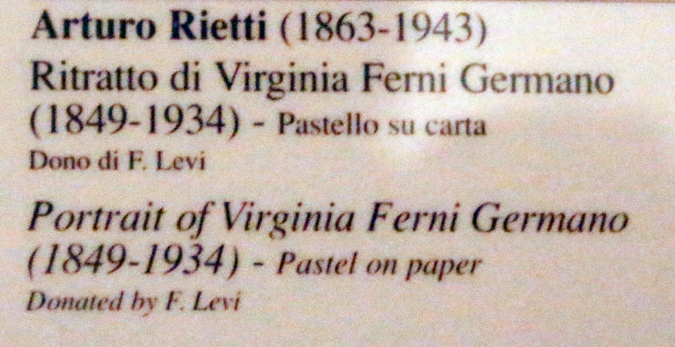 Arturo Rietti (1863-1943)
Ritratto di Virginia Ferni Germano
(1849-1934) - Pastello su carta
Dono di F. Levi
Portrait of Virginia Ferni Germano
(1849-1934) - Pastel on paper
Donated by F. Levi